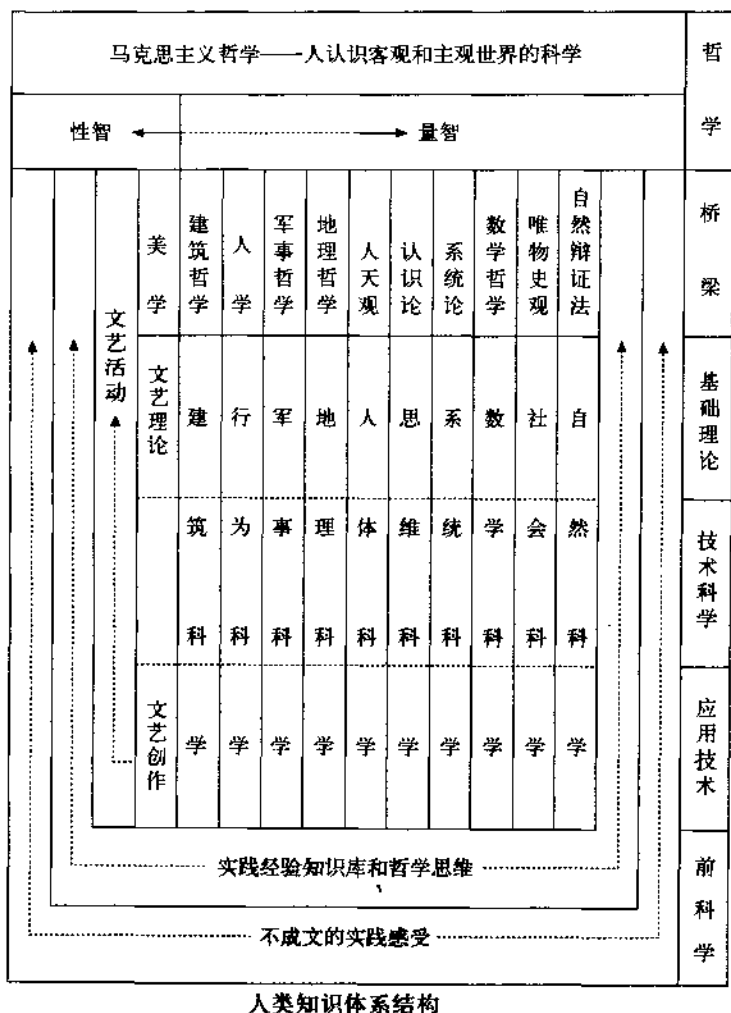 马克思主义哲学——人认识客观和主观世界的科学
哲学
性智
量智
桥梁
美学
建筑哲学
人学
军事哲学
地理哲学
人天观
认识论
系统论
数学哲学
唯物史观
自然辩证法
文艺活动
文艺理论
文艺创作
建筑科学
行为科学
军事科学
地理科学
人体科学
思维科学
系统科学
数学科学
社会科学
自然科学
基础理论
技术科学
应用技术
前科学
实践经验知识库和哲学思维
不成文的实践感受
人类知识体系结构